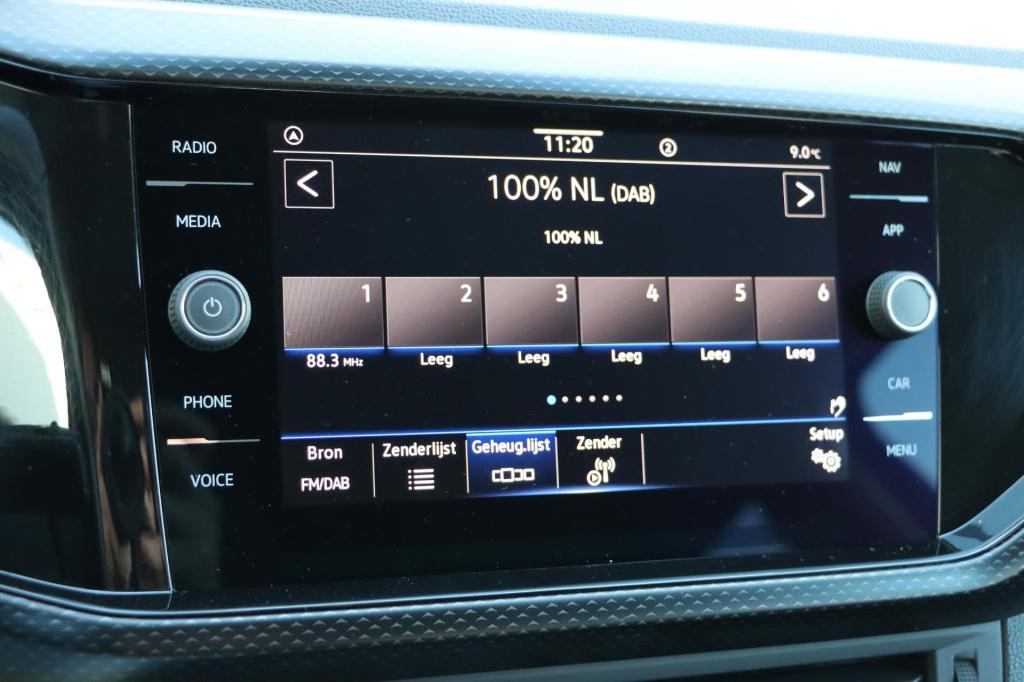 RADIO
MEDIA
PHONE
VOICE
11:20
2
9.0°C
<
100% NL (DAB)
>
100% NL
1 2 3 4 5 6
88.3 MHz Leeg Leeg Leeg Leeg Leeg
Bron
FM/DAB
Zenderlijst
Geheug.lijst
Zender
Setup
NAV
APP
CAR
MENU